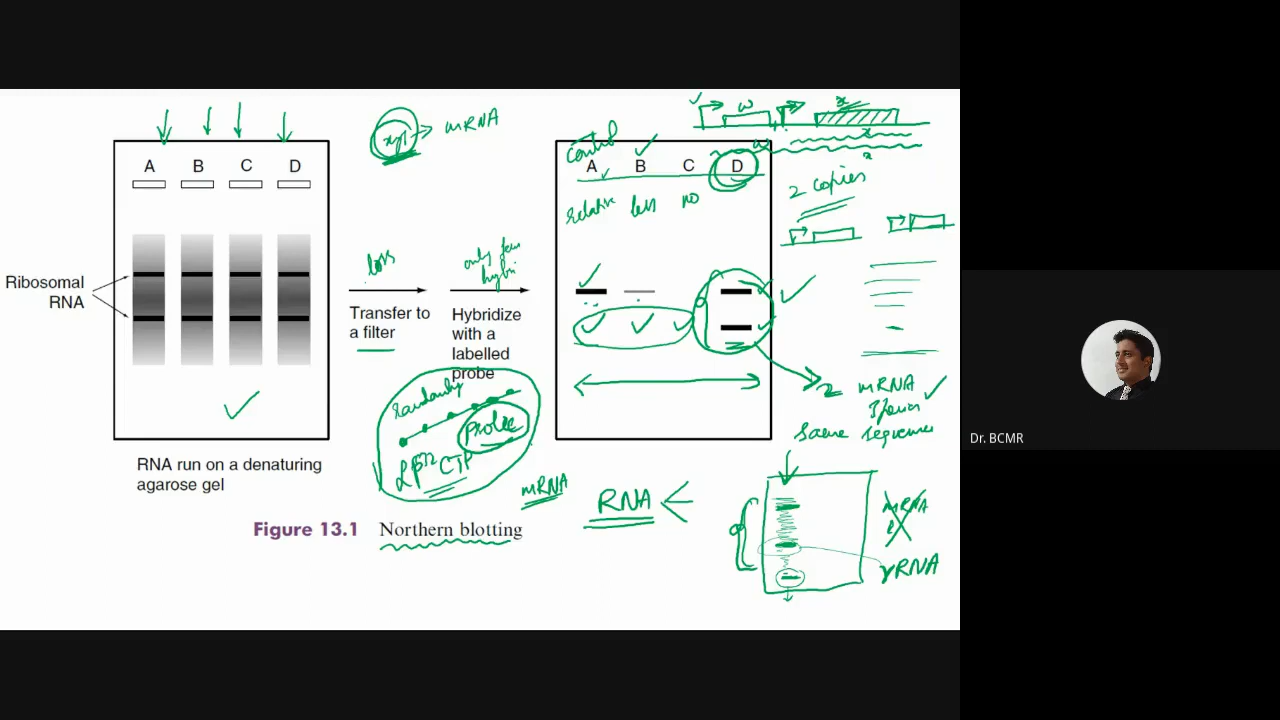 A B C D
Ribosomal
RNA
RNA run on a denaturing
agarose gel
mRNA
loss
Transfer to
a filter
only few
Hybridize
with a
labelled
probe
randomly
Probe
CTP
mRNA
control
A B C D
relative less no
w x
x
w
x
2 copies
2 mRNA
same sequence
RNA
mRNA
rRNA
Figure 13.1 Northern blotting
Dr. BCMR